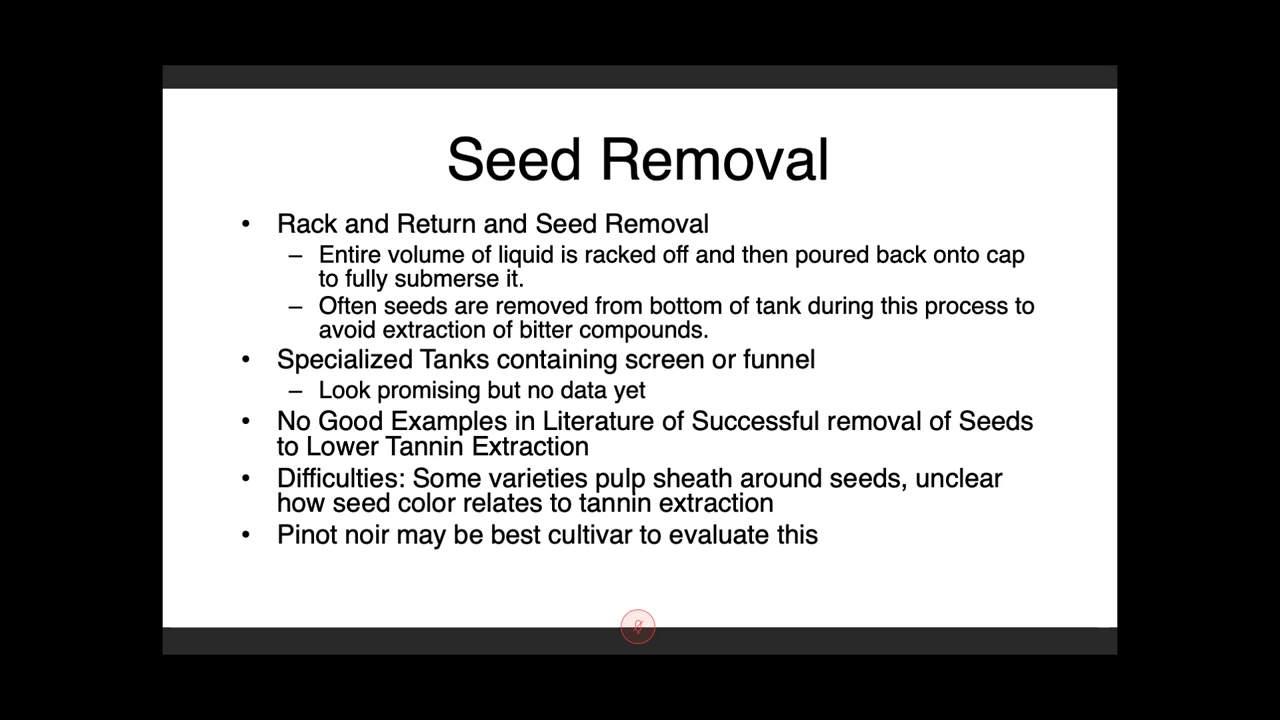 Seed Removal
• Rack and Return and Seed Removal
– Entire volume of liquid is racked off and then poured back onto cap
to fully submerse it.
– Often seeds are removed from bottom of tank during this process to
avoid extraction of bitter compounds.
• Specialized Tanks containing screen or funnel
– Look promising but no data yet
• No Good Examples in Literature of Successful removal of Seeds
to Lower Tannin Extraction
• Difficulties: Some varieties pulp sheath around seeds, unclear
how seed color relates to tannin extraction
• Pinot noir may be best cultivar to evaluate this